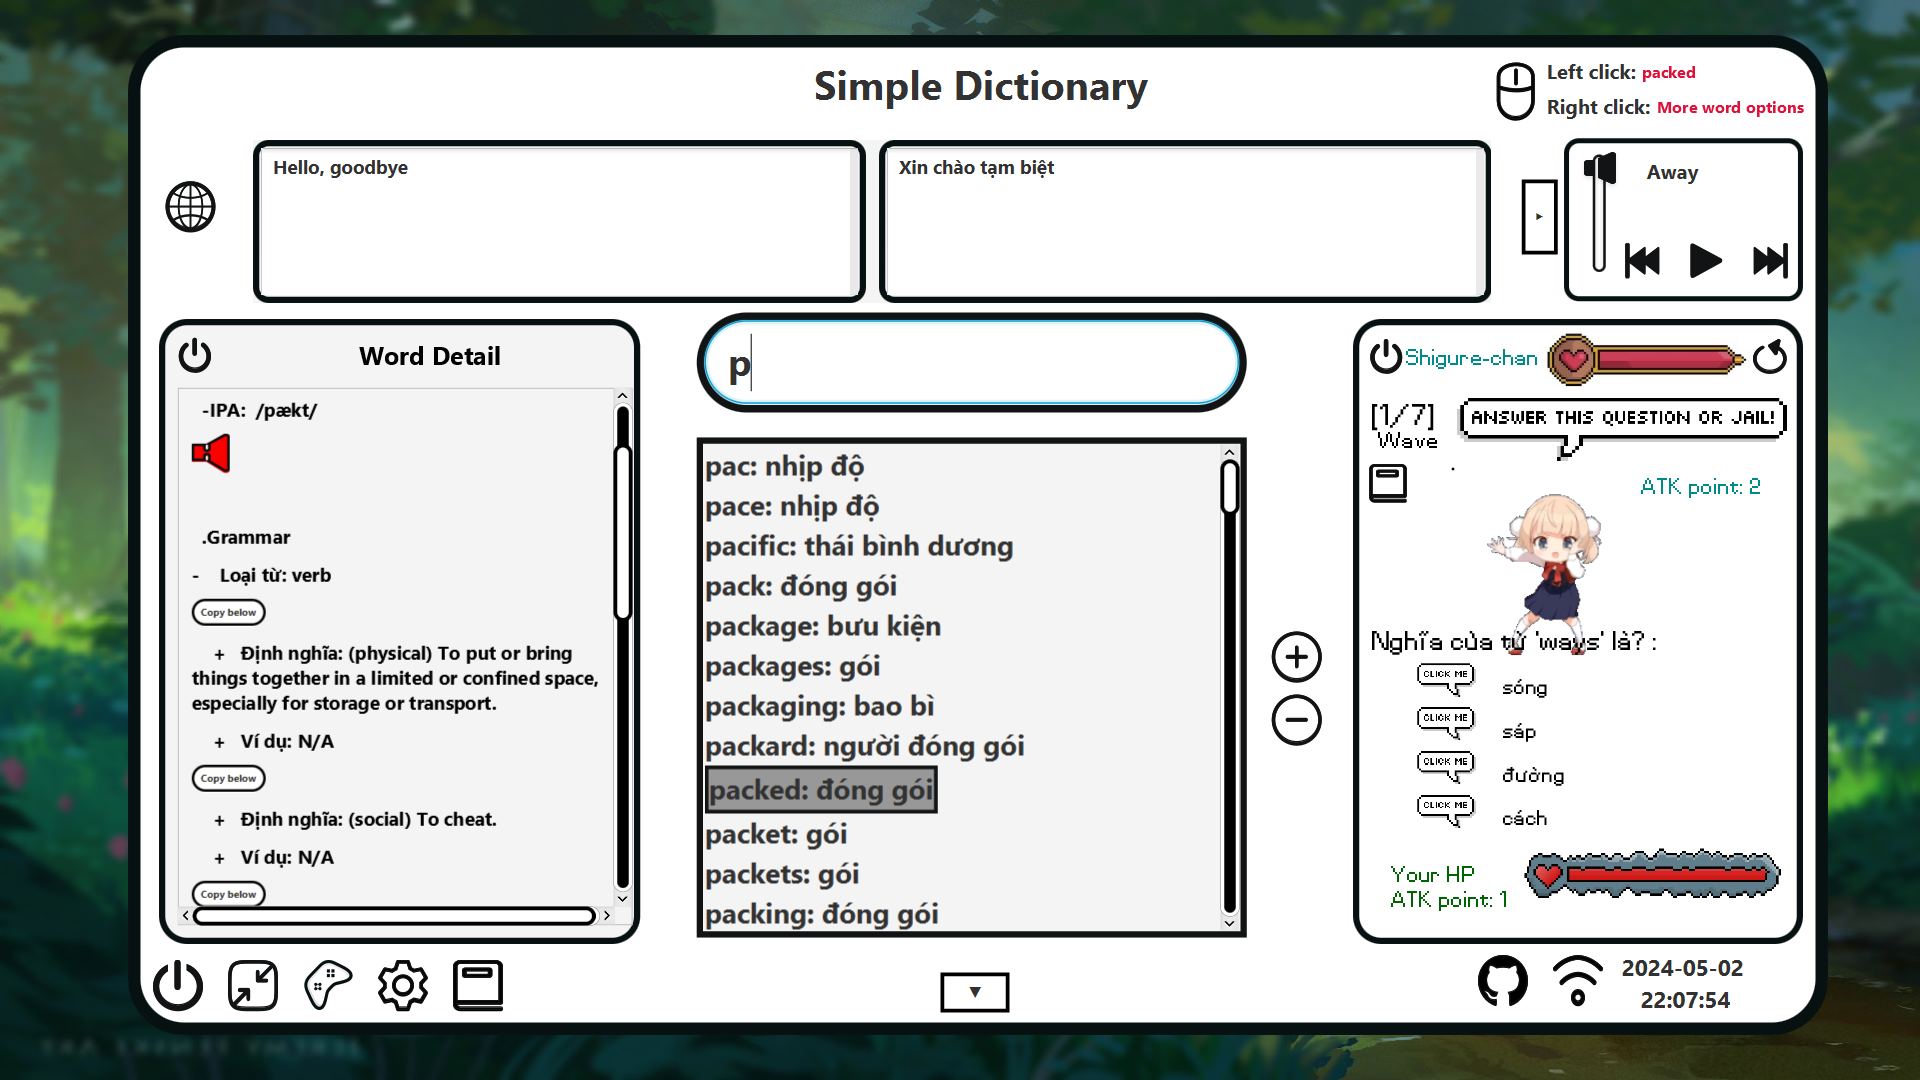 Simple Dictionary
Left click: packed
Right click: More word options
Hello, goodbye
Xin chào tạm biệt
Away
Word Detail
-IPA: /pækt/
.Grammar
- Loại từ: verb
Copy below
+ Định nghĩa: (physical) To put or bring
things together in a limited or confined space,
especially for storage or transport.
+ Ví dụ: N/A
Copy below
+ Định nghĩa: (social) To cheat.
+ Ví dụ: N/A
Copy below
p
pac: nhịp độ
pace: nhịp độ
pacific: thái bình dương
pack: đóng gói
package: bưu kiện
packages: gói
packaging: bao bì
packard: người đóng gói
packed: đóng gói
packet: gói
packets: gói
packing: đóng gói
Shigure-chan
[1/7]
Wave
ANSWER THIS QUESTION OR JAIL!
ATK point: 2
Nghĩa của từ 'ways' là? :
CLICK ME
sóng
CLICK ME
sáp
CLICK ME
đường
CLICK ME
cách
Your HP
ATK point: 1
2024-05-02
22:07:54